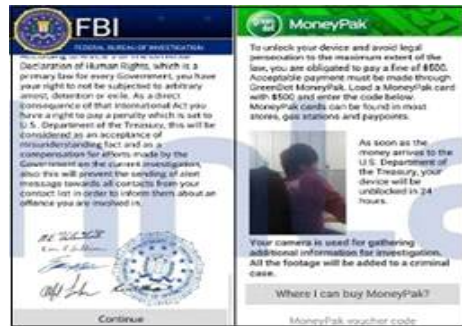 FBI
FEDERAL BUREAU OF INVESTIGATION
Declaration of Human Rights, which is a
primary law for every Government, you have
your right to not be subjected to arbitrary
arrest, detention or exile. As a direct
consequence of that International Act you
have a right to pay a penalty which is set to
U.S. Department of the Treasury, this will be
considered as an acceptance of
misunderstanding fact and as a
compensation for efforts made by the
Government on the current investigation,
also this will prevent the sending of alert
message towards all contacts from your
contact list in order to inform them about an
offence you are involved in.
Continue
Green dot
MoneyPak
To unlock your device and avoid legal
persecution to the maximum extent of the
law, you are obligated to pay a fine of $500.
Acceptable payment must be made through
GreenDot MoneyPak. Load a MoneyPak card
with $500 and enter the code below.
MoneyPak cards can be found in most
stores, gas stations and paypoints.
As soon as the
money arrives to the
U.S. Department of
the Treasury, your
device will be
unblocked in 24
hours.
Your camera is used for gathering
additional information for investigation.
All the footage will be added to a criminal
case.
Where I can buy MoneyPak?
MoneyPak voucher code